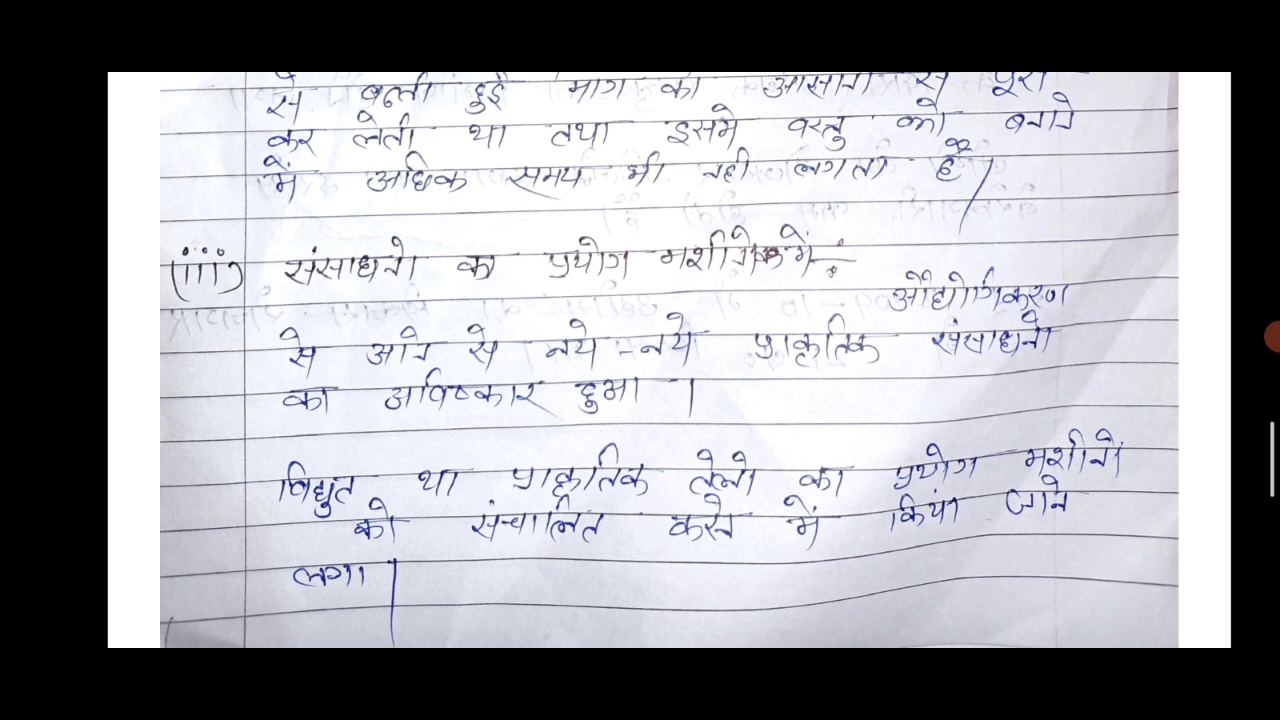 से बढ़ती हुई मांग को आसानी से पूरा
कर लेती था तथा इसमे वस्तु को बनाने
में अधिक समय भी नही लगता है।
(iii) संसाधनो का प्रयोग मशीनो में :-
औद्योगिकरण
से आने से नये - नये प्राकृतिक संसाधनो
का अविष्कार हुआ ।
विद्युत था प्राकृतिक तेलो का प्रयोग मशीनों
को संचालित करने में किया जाने
लगा ।